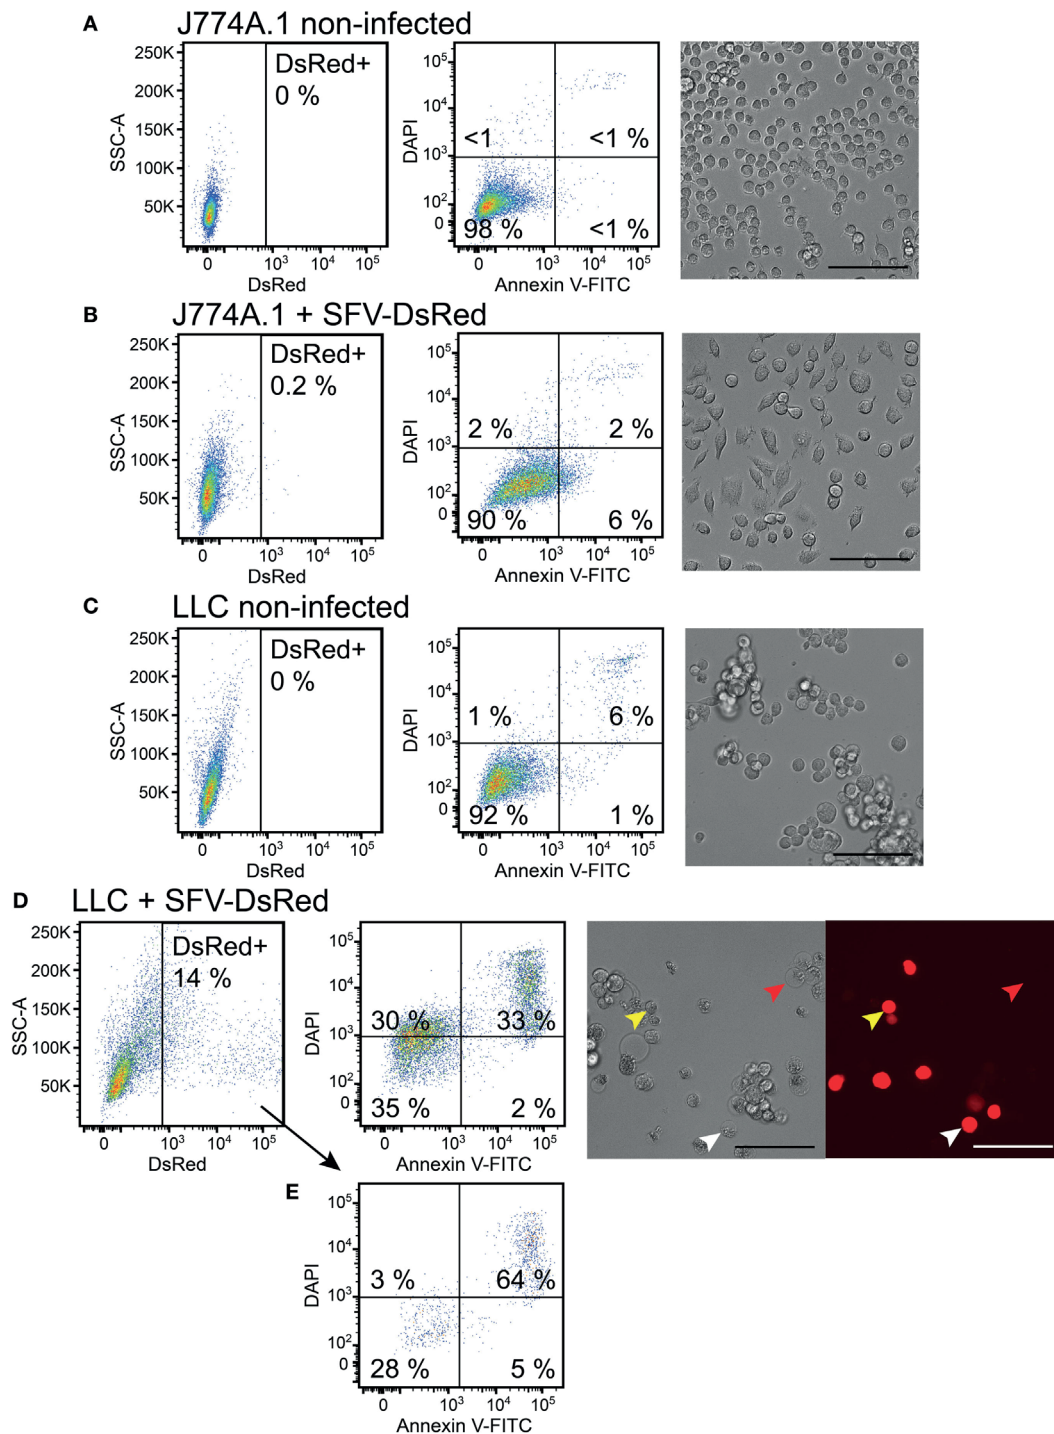 A
J774A.1 non-infected
250K
200K
150K
100K
50K
SSC-A
DsRed+
0 %
0
10³
10⁴
10⁵
DsRed
10⁵
10⁴
10³
10²
0
DAPI
<1
<1 %
98 %
<1 %
0
10³
10⁴
10⁵
Annexin V-FITC
B
J774A.1 + SFV-DsRed
250K
200K
150K
100K
50K
SSC-A
DsRed+
0.2 %
0
10³
10⁴
10⁵
DsRed
10⁵
10⁴
10³
10²
0
DAPI
2 %
2 %
90 %
6 %
0
10³
10⁴
10⁵
Annexin V-FITC
C
LLC non-infected
250K
200K
150K
100K
50K
SSC-A
DsRed+
0 %
0
10³
10⁴
10⁵
DsRed
10⁵
10⁴
10³
10²
0
DAPI
1 %
6 %
92 %
1 %
0
10³
10⁴
10⁵
Annexin V-FITC
D
LLC + SFV-DsRed
250K
200K
150K
100K
50K
SSC-A
DsRed+
14 %
0
10³
10⁴
10⁵
DsRed
10⁵
10⁴
10³
10²
0
DAPI
30 %
33 %
35 %
2 %
0
10³
10⁴
10⁵
Annexin V-FITC
E
10⁵
10⁴
10³
10²
0
DAPI
3 %
64 %
28 %
5 %
0
10³
10⁴
10⁵
Annexin V-FITC